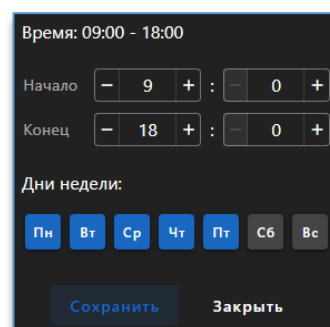 Время: 09:00 - 18:00
Начало − 9 + : − 0 +
Конец − 18 + : − 0 +
Дни недели:
Пн Вт Ср Чт Пт Сб Вс
Сохранить Закрыть